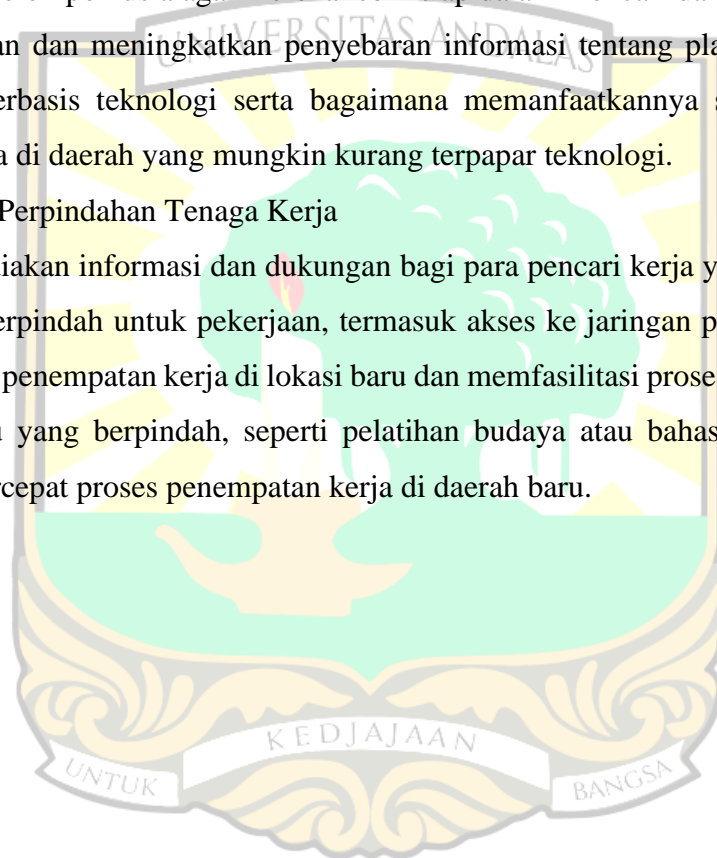 UNIVERSITAS ANDALAS
an dan meningkatkan penyebaran informasi tentang pla
erbasis teknologi serta bagaimana memanfaatkannya s
a di daerah yang mungkin kurang terpapar teknologi.
Perpindahan Tenaga Kerja
diakan informasi dan dukungan bagi para pencari kerja y
erpindah untuk pekerjaan, termasuk akses ke jaringan p
penempatan kerja di lokasi baru dan memfasilitasi prose
u yang berpindah, seperti pelatihan budaya atau bahas
rcepat proses penempatan kerja di daerah baru.
KEDJAJAAN
UNTUK
BANGSA